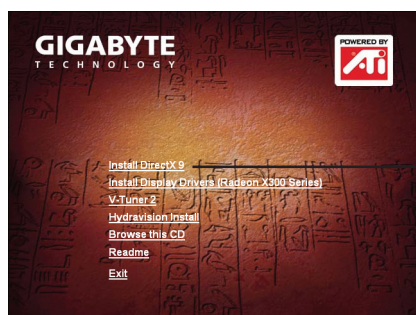 GIGABYTE
TECHNOLOGY
POWERED BY
ATi
Install DirectX 9
Install Display Drivers (Radeon X300 Series)
V-Tuner 2
Hydravision Install
Browse this CD
Readme
Exit